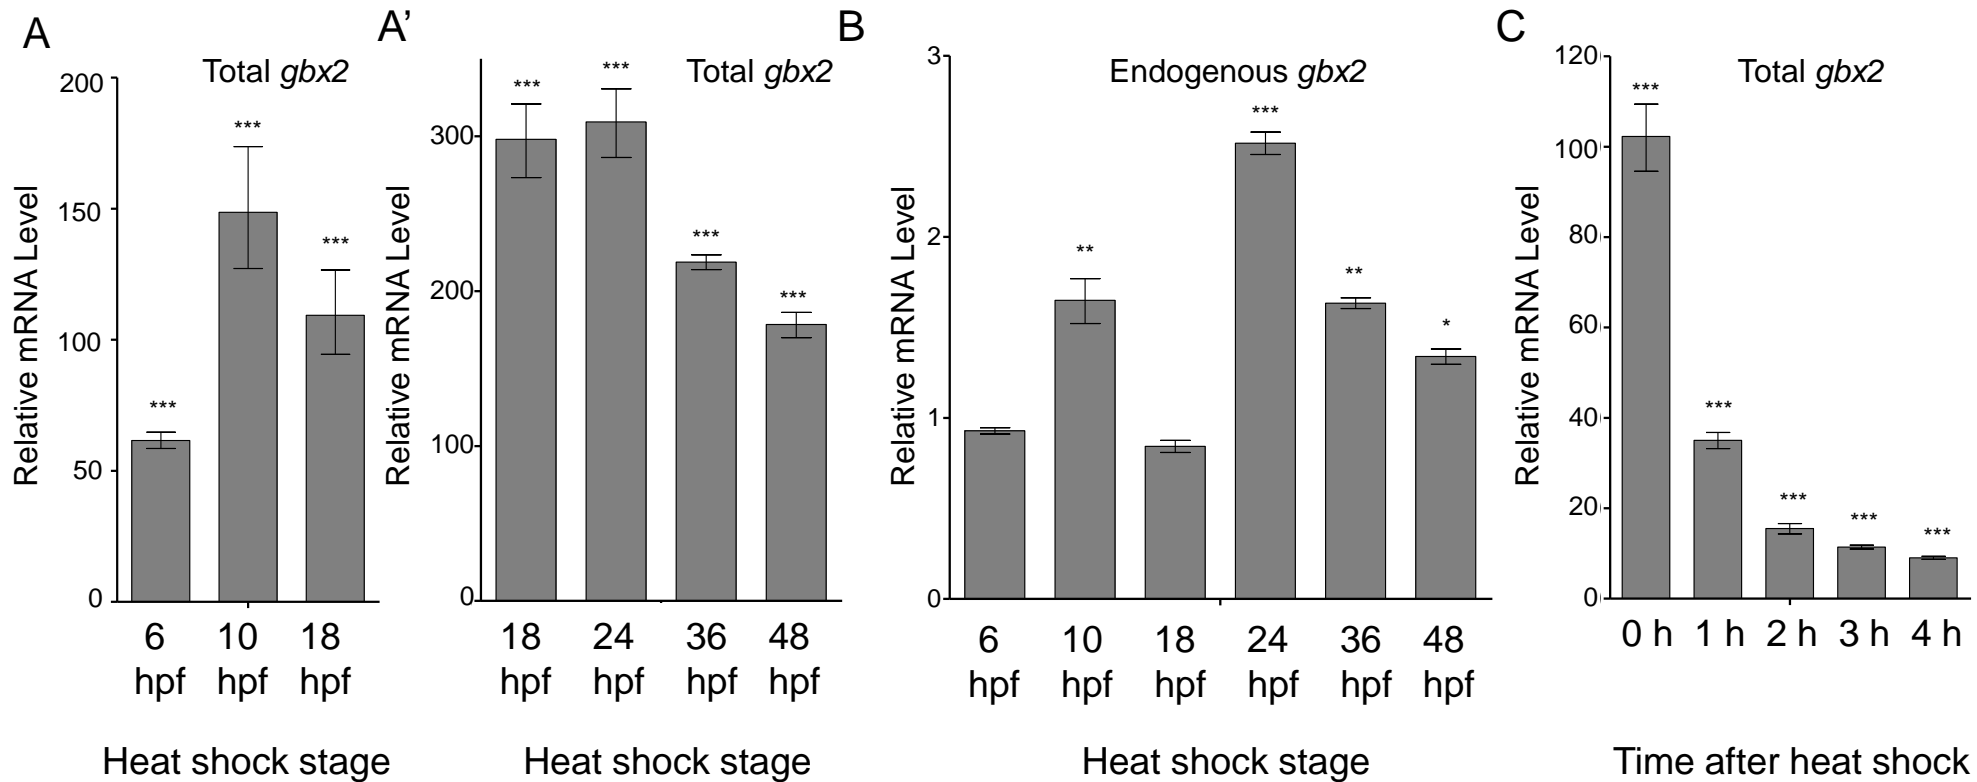 A
Total gbx2
Relative mRNA Level
200
150
100
50
0
***
***
***
6 10 18
hpf hpf hpf
Heat shock stage
A’
Total gbx2
Relative mRNA Level
300
200
100
0
***
***
***
***
18 24 36 48
hpf hpf hpf hpf
Heat shock stage
B
Endogenous gbx2
Relative mRNA Level
3
2
1
0
**
***
**
*
6 10 18 24 36 48
hpf hpf hpf hpf hpf hpf
Heat shock stage
C
Total gbx2
Relative mRNA Level
120
100
80
60
40
20
0
***
***
***
***
***
0 h 1 h 2 h 3 h 4 h
Time after heat shock